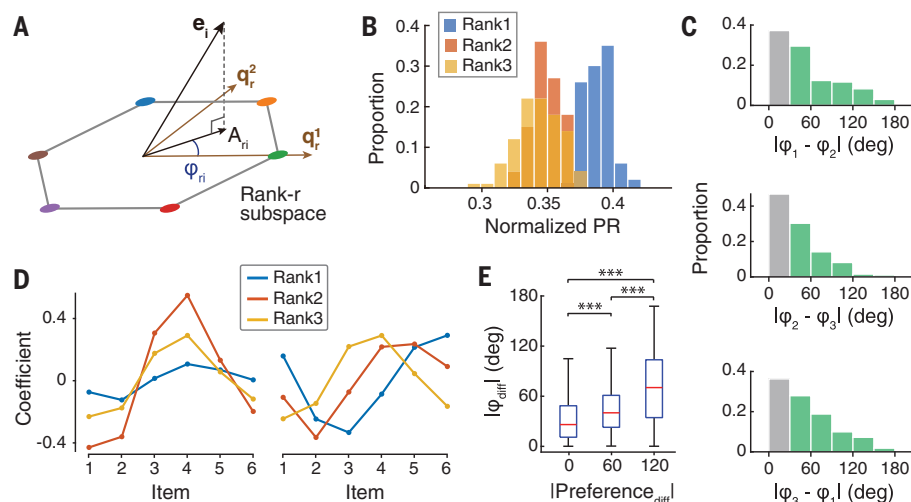 A
e_i
q_r^2
q_r^1
A_ri
φ_ri
Rank-r
subspace
B
Rank1
Rank2
Rank3
Proportion
0.4
0.2
0
0.3
0.35
0.4
Normalized PR
C
0.4
0.2
0
0 60 120 180
|φ_1 - φ_2| (deg)
Proportion
0.4
0.2
0
0 60 120 180
|φ_2 - φ_3| (deg)
0.4
0.2
0
0 60 120 180
|φ_3 - φ_1| (deg)
D
Rank1
Rank2
Rank3
Coefficient
0.4
0
-0.4
1 2 3 4 5 6
Item
1 2 3 4 5 6
Item
E
***
***
***
|φ_diff| (deg)
180
120
60
0
0 60 120
|Preference_diff|